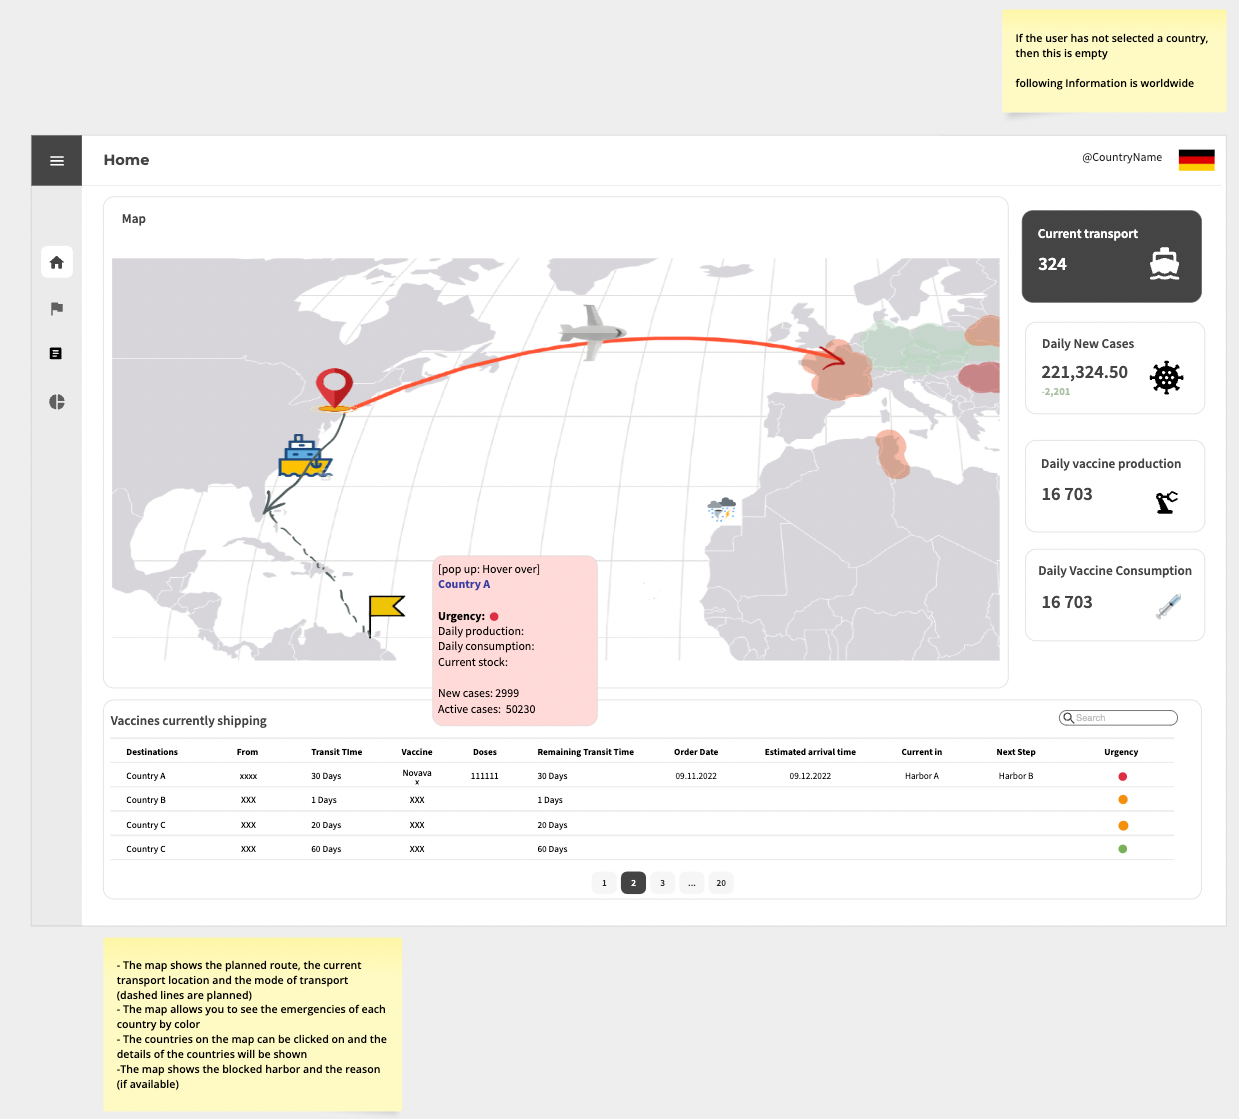 If the user has not selected a country,
then this is empty
following Information is worldwide
Home
@CountryName
Map
Current transport
324
Daily New Cases
221,324.50
-2,201
Daily vaccine production
16 703
Daily Vaccine Consumption
16 703
[pop up: Hover over]
Country A
Urgency:
Daily production:
Daily consumption:
Current stock:
New cases: 2999
Active cases: 50230
Vaccines currently shipping
Search
Destinations From Transit TIme Vaccine Doses Remaining Transit Time Order Date Estimated arrival time Current in Next Step Urgency
Country A xxxx 30 Days Novava 111111 30 Days 09.11.2022 09.12.2022 Harbor A Harbor B
x
Country B XXX 1 Days XXX 1 Days
Country C XXX 20 Days XXX 20 Days
Country C XXX 60 Days XXX 60 Days
1 2 3 ... 20
- The map shows the planned route, the current
transport location and the mode of transport
(dashed lines are planned)
- The map allows you to see the emergencies of each
country by color
- The countries on the map can be clicked on and the
details of the countries will be shown
-The map shows the blocked harbor and the reason
(if available)